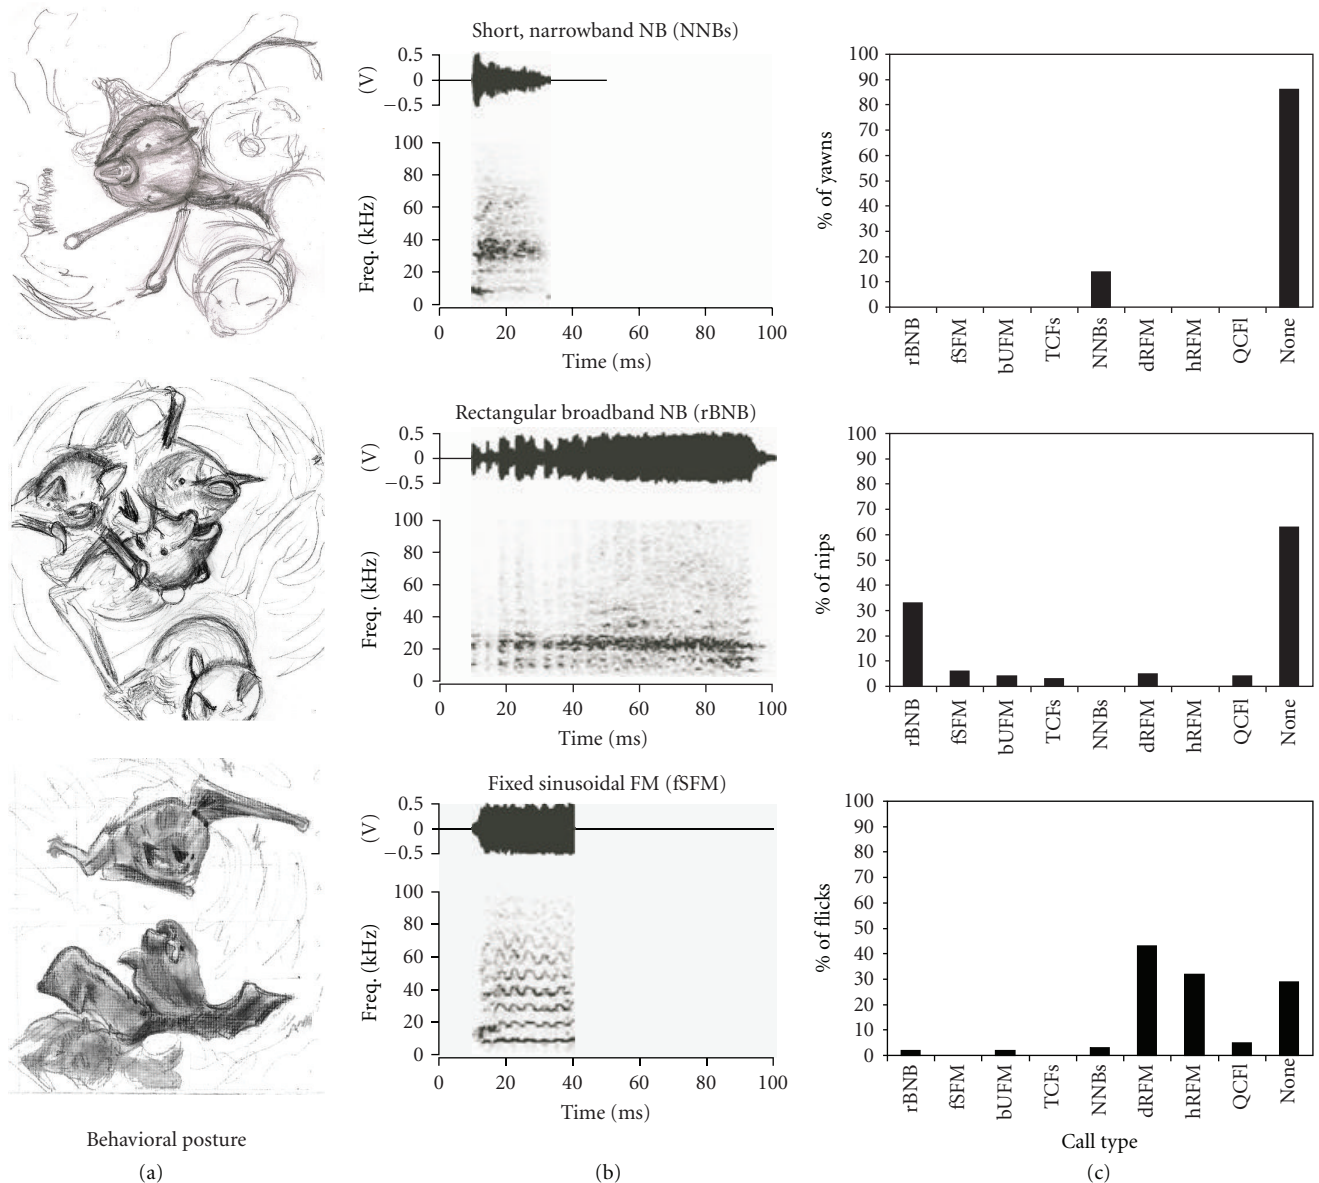 Short, narrowband NB (NNBs)
0.5
0
−0.5
(V)
100
80
60
40
20
0
Freq. (kHz)
0 20 40 60 80 100
Time (ms)
100
90
80
70
60
50
40
30
20
10
0
% of yawns
rBNB fSFM bUFM TCFs NNBs dRFM hRFM QCFl None
Rectangular broadband NB (rBNB)
0.5
0
−0.5
(V)
100
80
60
40
20
0
Freq. (kHz)
0 20 40 60 80 100
Time (ms)
100
90
80
70
60
50
40
30
20
10
0
% of nips
rBNB fSFM bUFM TCFs NNBs dRFM hRFM QCFl None
Fixed sinusoidal FM (fSFM)
0.5
0
−0.5
(V)
100
80
60
40
20
0
Freq. (kHz)
0 20 40 60 80 100
Time (ms)
100
90
80
70
60
50
40
30
20
10
0
% of flicks
rBNB fSFM bUFM TCFs NNBs dRFM hRFM QCFl None
Behavioral posture
Call type
(a) (b) (c)